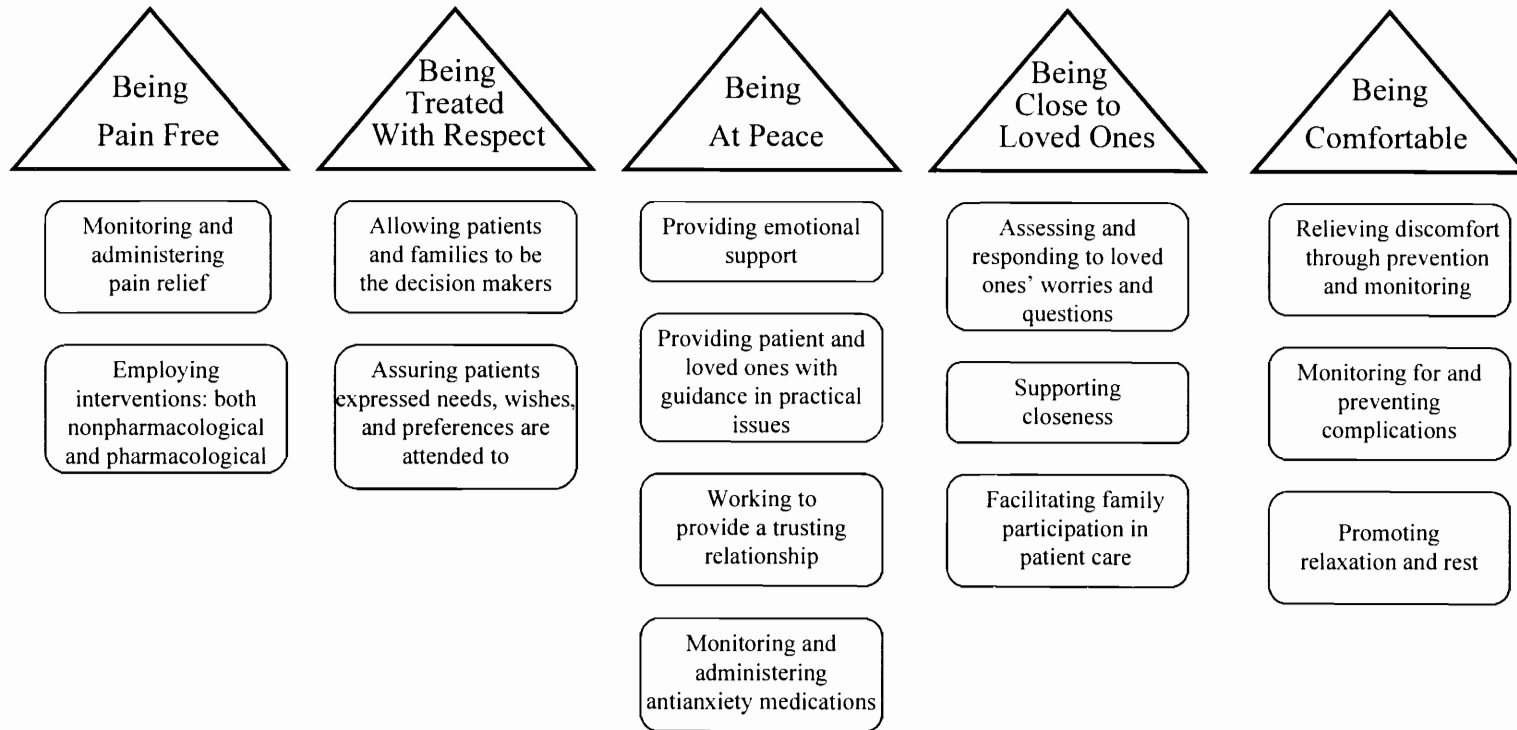 Being
Pain Free
Monitoring and
administering
pain relief
Employing
interventions: both
nonpharmacological
and pharmacological
Being
Treated
With Respect
Allowing patients
and families to be
the decision makers
Assuring patients
expressed needs, wishes,
and preferences are
attended to
Being
At Peace
Providing emotional
support
Providing patient and
loved ones with
guidance in practical
issues
Working to
provide a trusting
relationship
Monitoring and
administering
antianxiety medications
Being
Close to
Loved Ones
Assessing and
responding to loved
ones’ worries and
questions
Supporting
closeness
Facilitating family
participation in
patient care
Being
Comfortable
Relieving discomfort
through prevention
and monitoring
Monitoring for and
preventing
complications
Promoting
relaxation and rest